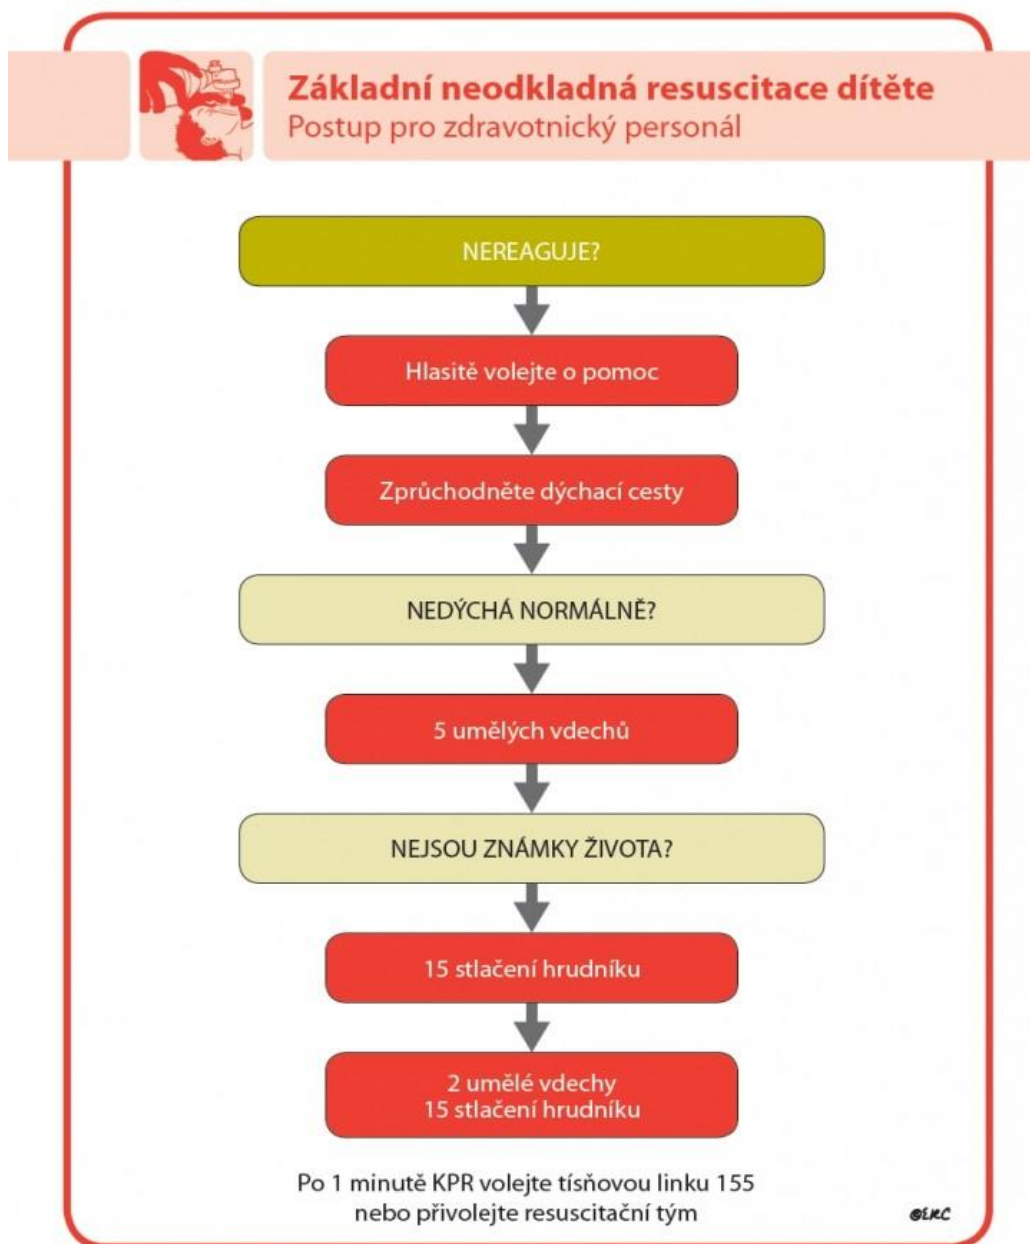 Základní neodkladná resuscitace dítěte
Postup pro zdravotnický personál
NEREAGUJE?
Hlasitě volejte o pomoc
Zprůchodněte dýchací cesty
NEDÝCHÁ NORMÁLNĚ?
5 umělých vdechů
NEJSOU ZNÁMKY ŽIVOTA?
15 stlačení hrudníku
2 umělé vdechy
15 stlačení hrudníku
Po 1 minutě KPR volejte tísňovou linku 155
nebo přivolejte resuscitační tým
©ERC